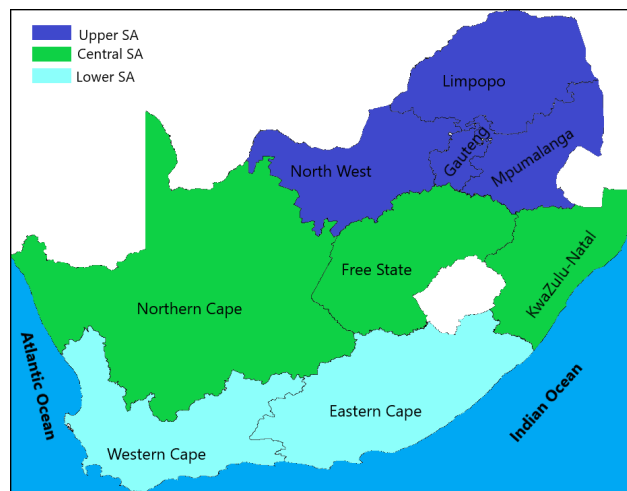 Upper SA
Central SA
Lower SA
Limpopo
Gauteng
Mpumalanga
North West
Free State
KwaZulu-Natal
Northern Cape
Atlantic Ocean
Eastern Cape
Indian Ocean
Western Cape